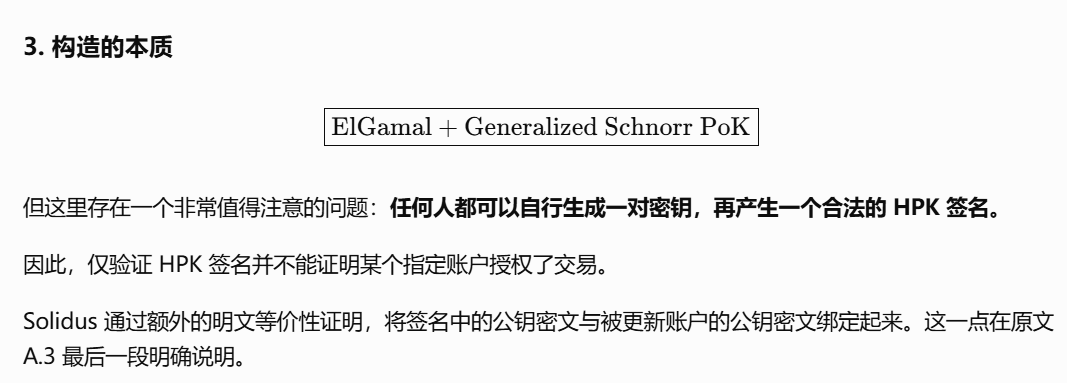 3. 构造的本质
ElGamal + Generalized Schnorr PoK
但这里存在一个非常值得注意的问题：任何人都可以自行生成一对密钥，再产生一个合法的 HPK 签名。
因此，仅验证 HPK 签名并不能证明某个指定账户授权了交易。
Solidus 通过额外的明文等价性证明，将签名中的公钥密文与被更新账户的公钥密文绑定起来。这一点在原文
A.3 最后一段明确说明。